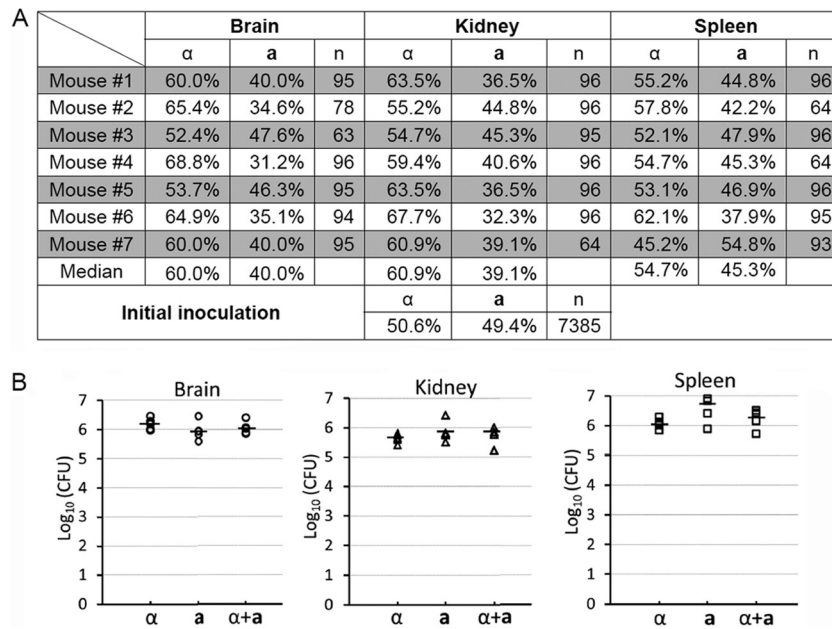 A
Brain Kidney Spleen
α a n α a n α a n
Mouse #1 60.0% 40.0% 95 63.5% 36.5% 96 55.2% 44.8% 96
Mouse #2 65.4% 34.6% 78 55.2% 44.8% 96 57.8% 42.2% 64
Mouse #3 52.4% 47.6% 63 54.7% 45.3% 95 52.1% 47.9% 96
Mouse #4 68.8% 31.2% 96 59.4% 40.6% 96 54.7% 45.3% 64
Mouse #5 53.7% 46.3% 95 63.5% 36.5% 96 53.1% 46.9% 96
Mouse #6 64.9% 35.1% 94 67.7% 32.3% 96 62.1% 37.9% 95
Mouse #7 60.0% 40.0% 95 60.9% 39.1% 64 45.2% 54.8% 93
Median 60.0% 40.0% 60.9% 39.1% 54.7% 45.3%
Initial inoculation
α a n
50.6% 49.4% 7385
B
Brain
Log10 (CFU)
7
6
5
4
3
2
1
0
α a α+a
Kidney
Log10 (CFU)
7
6
5
4
3
2
1
0
α a α+a
Spleen
Log10 (CFU)
7
6
5
4
3
2
1
0
α a α+a